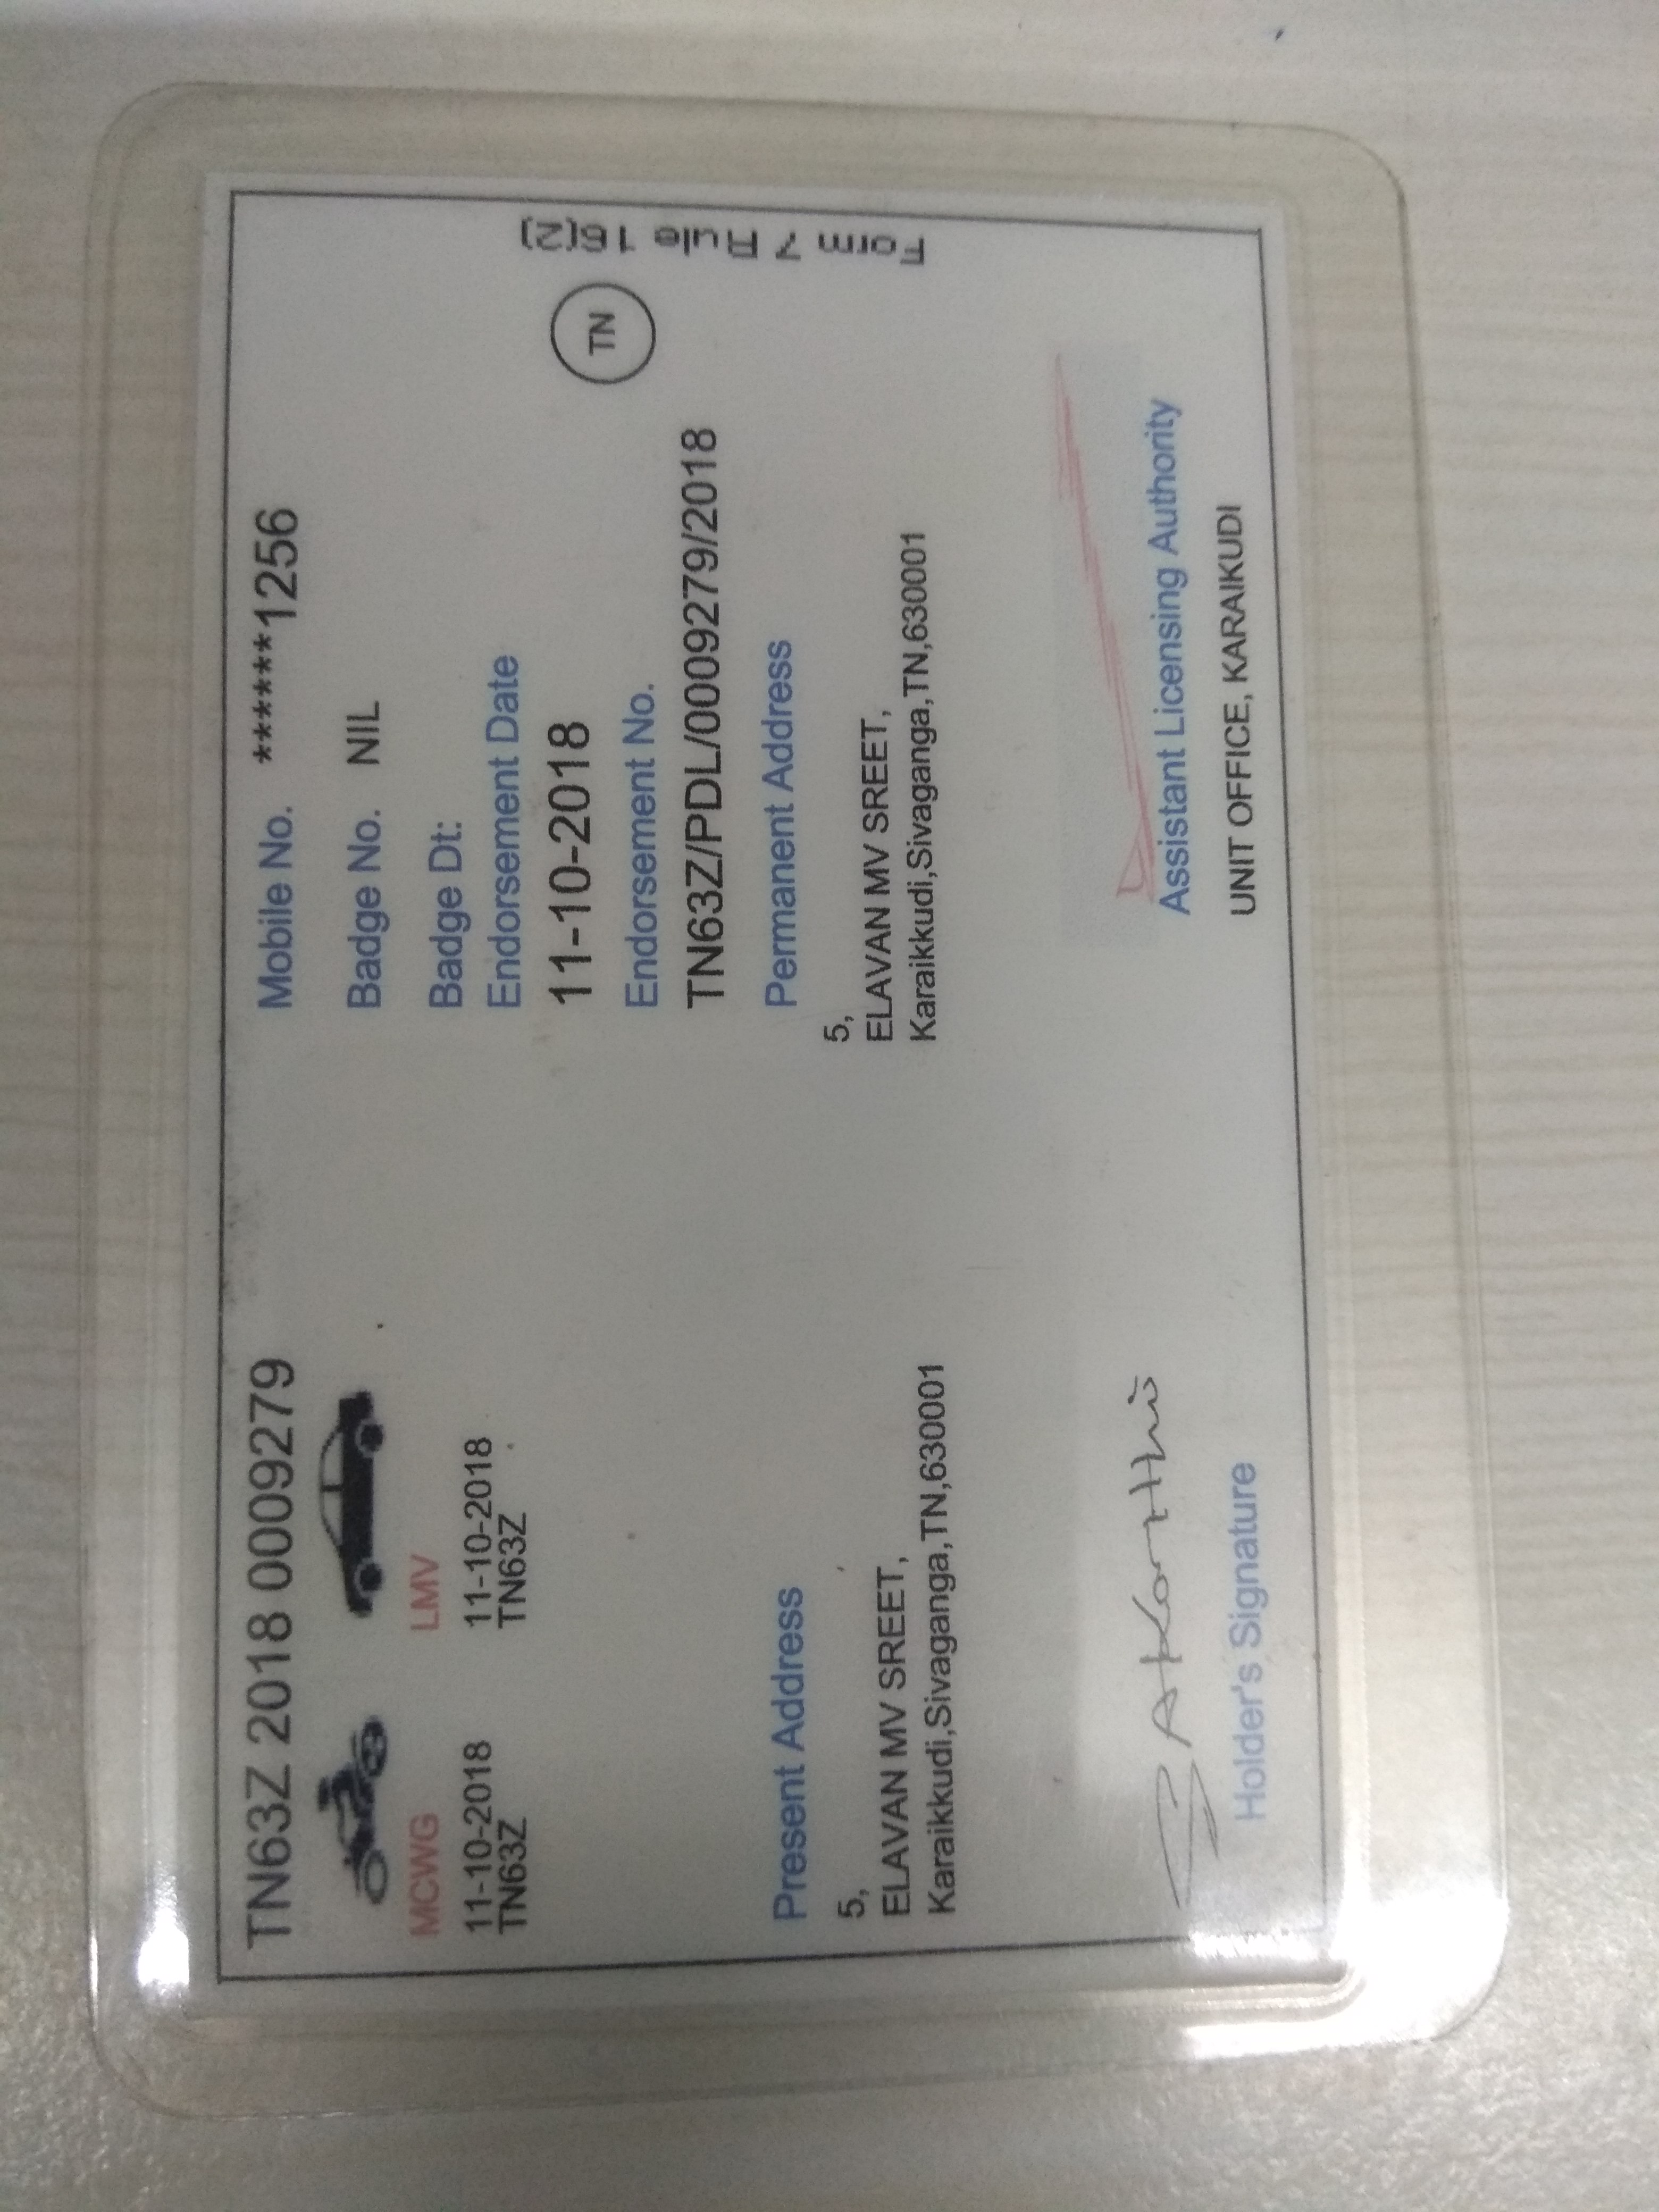 TN63Z 2018 0009279
MCWG
11-10-2018
TN63Z
LMV
11-10-2018
TN63Z
Present Address
5,
ELAVAN MV SREET,
Karaikkudi,Sivaganga,TN,630001
Holder's Signature
Mobile No. ******1256
Badge No. NIL
Badge Dt:
Endorsement Date
11-10-2018
Endorsement No.
TN63Z/PDL/0009279/2018
Permanent Address
5,
ELAVAN MV SREET,
Karaikkudi,Sivaganga,TN,630001
Assistant Licensing Authority
UNIT OFFICE, KARAIKUDI
TN
Form 7 Rule 16(2)